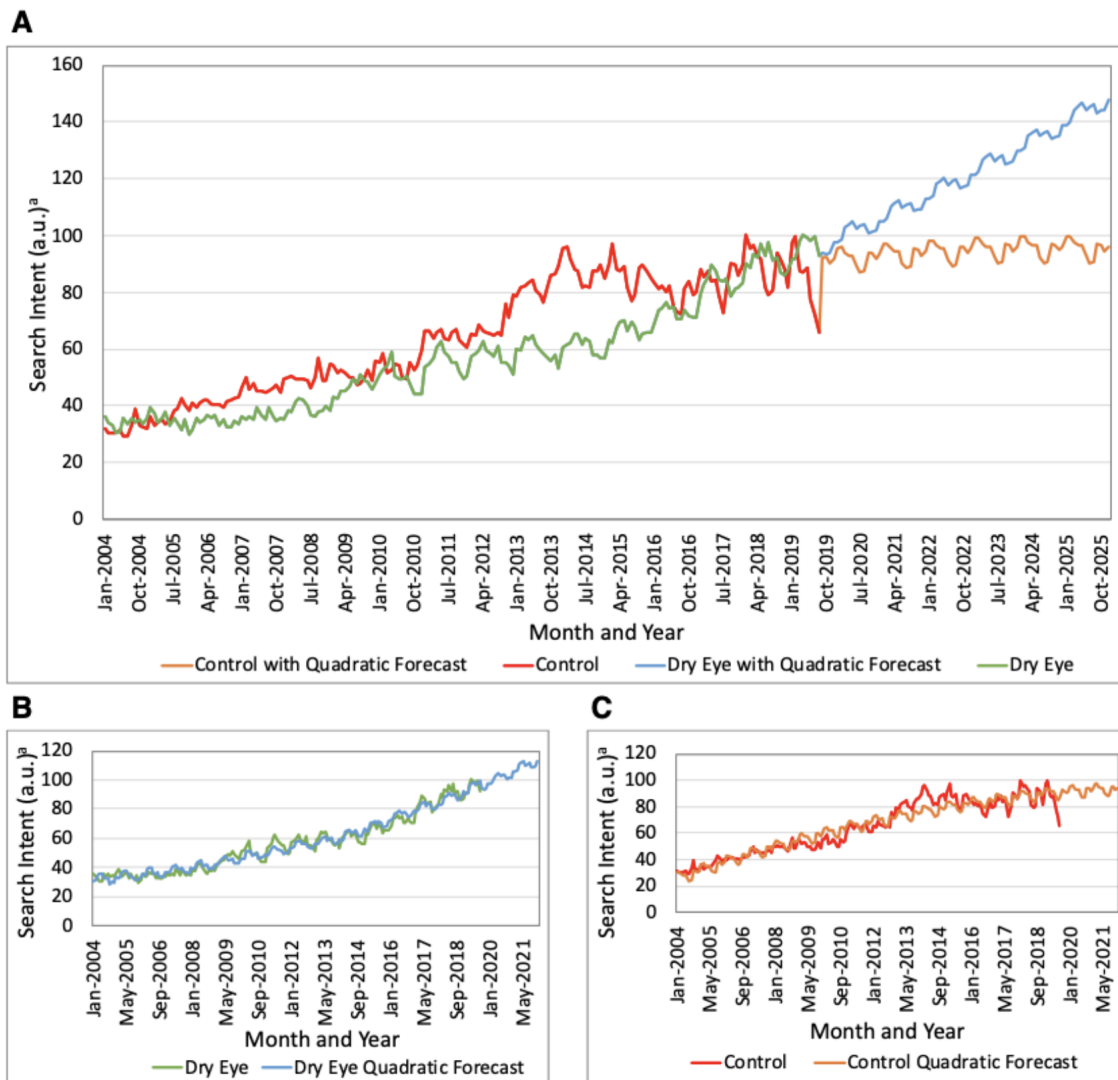 A
Search Intent (a.u.)ᵃ
160
140
120
100
80
60
40
20
0
Jan-2004
Oct-2004
Jul-2005
Apr-2006
Jan-2007
Oct-2007
Jul-2008
Apr-2009
Jan-2010
Oct-2010
Jul-2011
Apr-2012
Jan-2013
Oct-2013
Jul-2014
Apr-2015
Jan-2016
Oct-2016
Jul-2017
Apr-2018
Jan-2019
Oct-2019
Jul-2020
Apr-2021
Jan-2022
Oct-2022
Jul-2023
Apr-2024
Jan-2025
Oct-2025
Month and Year
Control with Quadratic Forecast Control Dry Eye with Quadratic Forecast Dry Eye
B
Search Intent (a.u.)ᵃ
120
100
80
60
40
20
0
Jan-2004
May-2005
Sep-2006
Jan-2008
May-2009
Sep-2010
Jan-2012
May-2013
Sep-2014
Jan-2016
May-2017
Sep-2018
Jan-2020
May-2021
Month and Year
Dry Eye Dry Eye Quadratic Forecast
C
Search Intent (a.u.)ᵃ
120
100
80
60
40
20
0
Jan-2004
May-2005
Sep-2006
Jan-2008
May-2009
Sep-2010
Jan-2012
May-2013
Sep-2014
Jan-2016
May-2017
Sep-2018
Jan-2020
May-2021
Month and Year
Control Control Quadratic Forecast